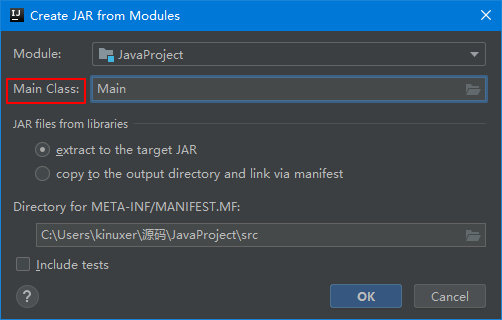 IJ Create JAR from Modules
Module: JavaProject
Main Class: Main
JAR files from libraries
extract to the target JAR
copy to the output directory and link via manifest
Directory for META-INF/MANIFEST.MF:
C:\Users\kinuxer\源码\JavaProject\src
Include tests
? OK Cancel